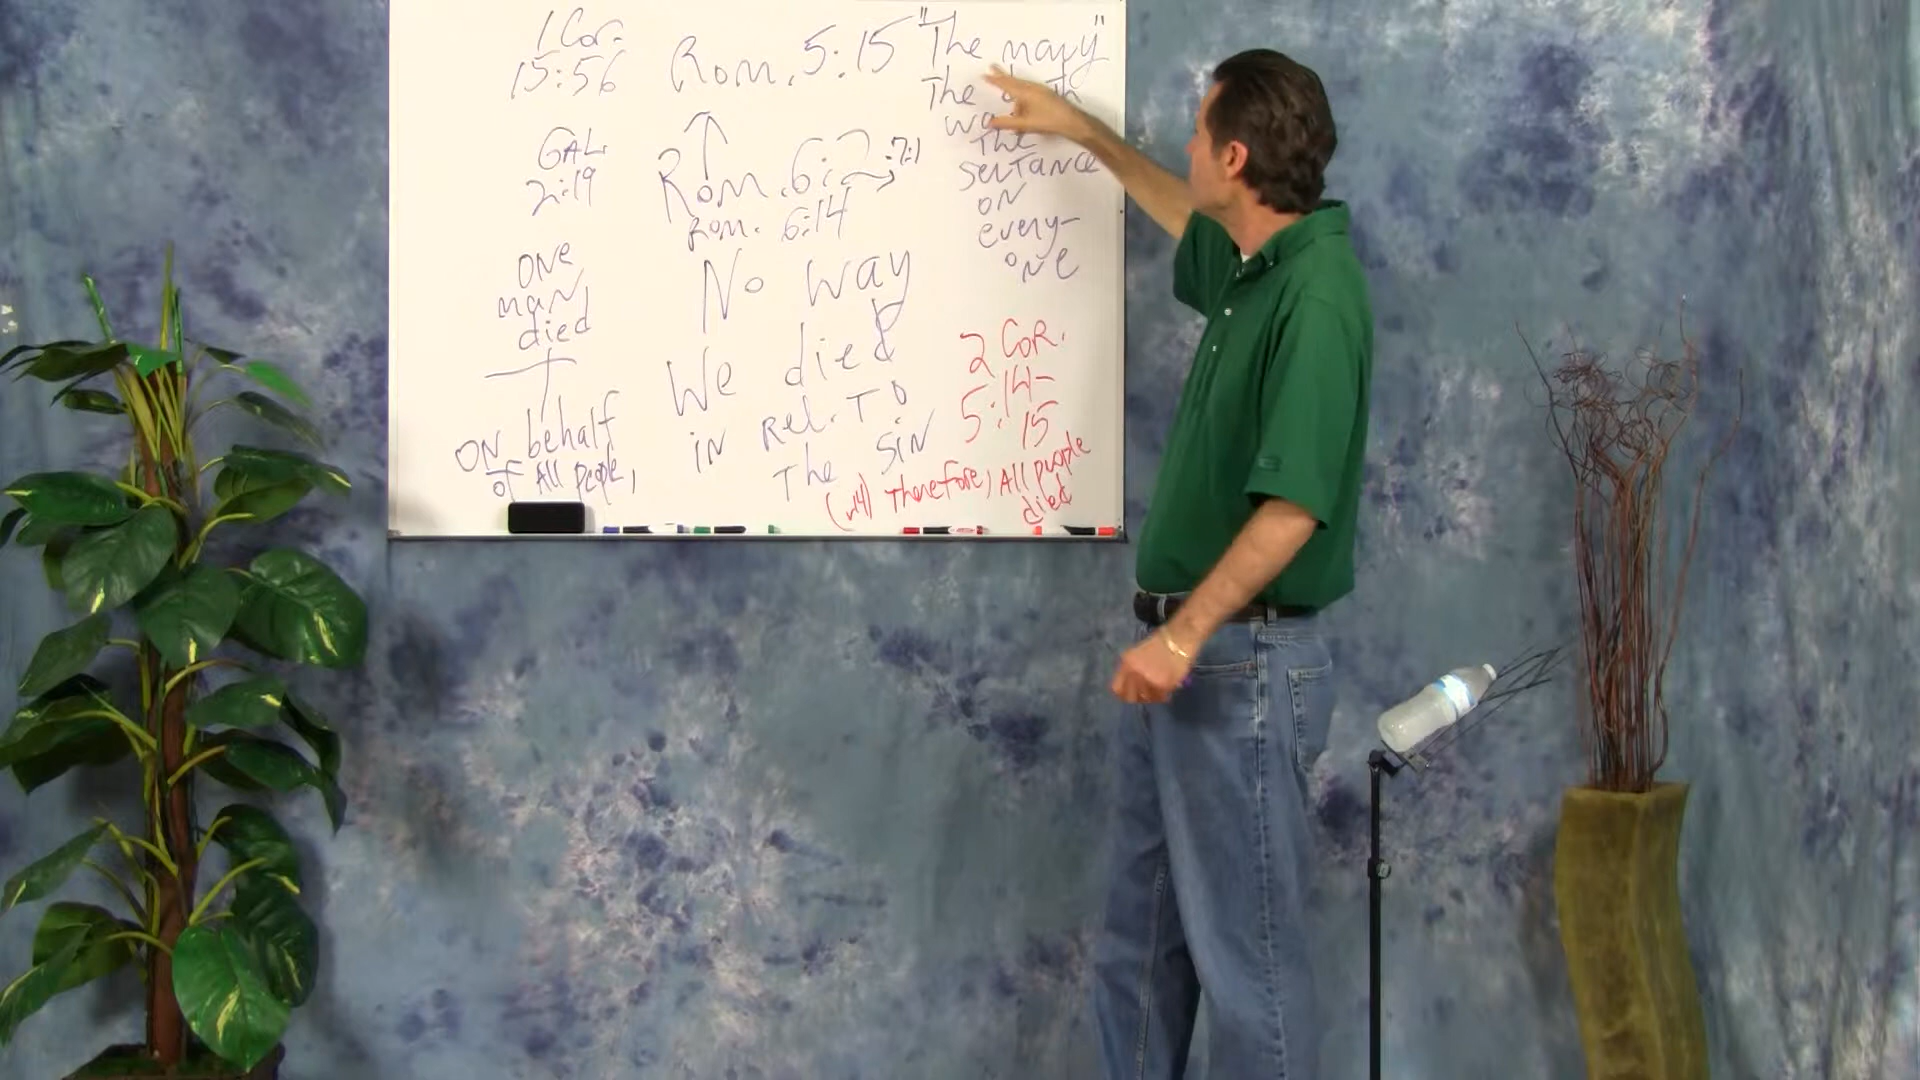 1 Cor.
15:56
GAL.
2:19
ONE
man
died
ON behalf
of All People,
Rom. 5:15 "The many"
Rom. 6:2 -7:1
Rom. 6:14
No way
We died
in rel. TO
The sin
The
wa
The
senTance
ON
every-
one
2 COR.
5:14-
15
(v14) Therefore, All people
died